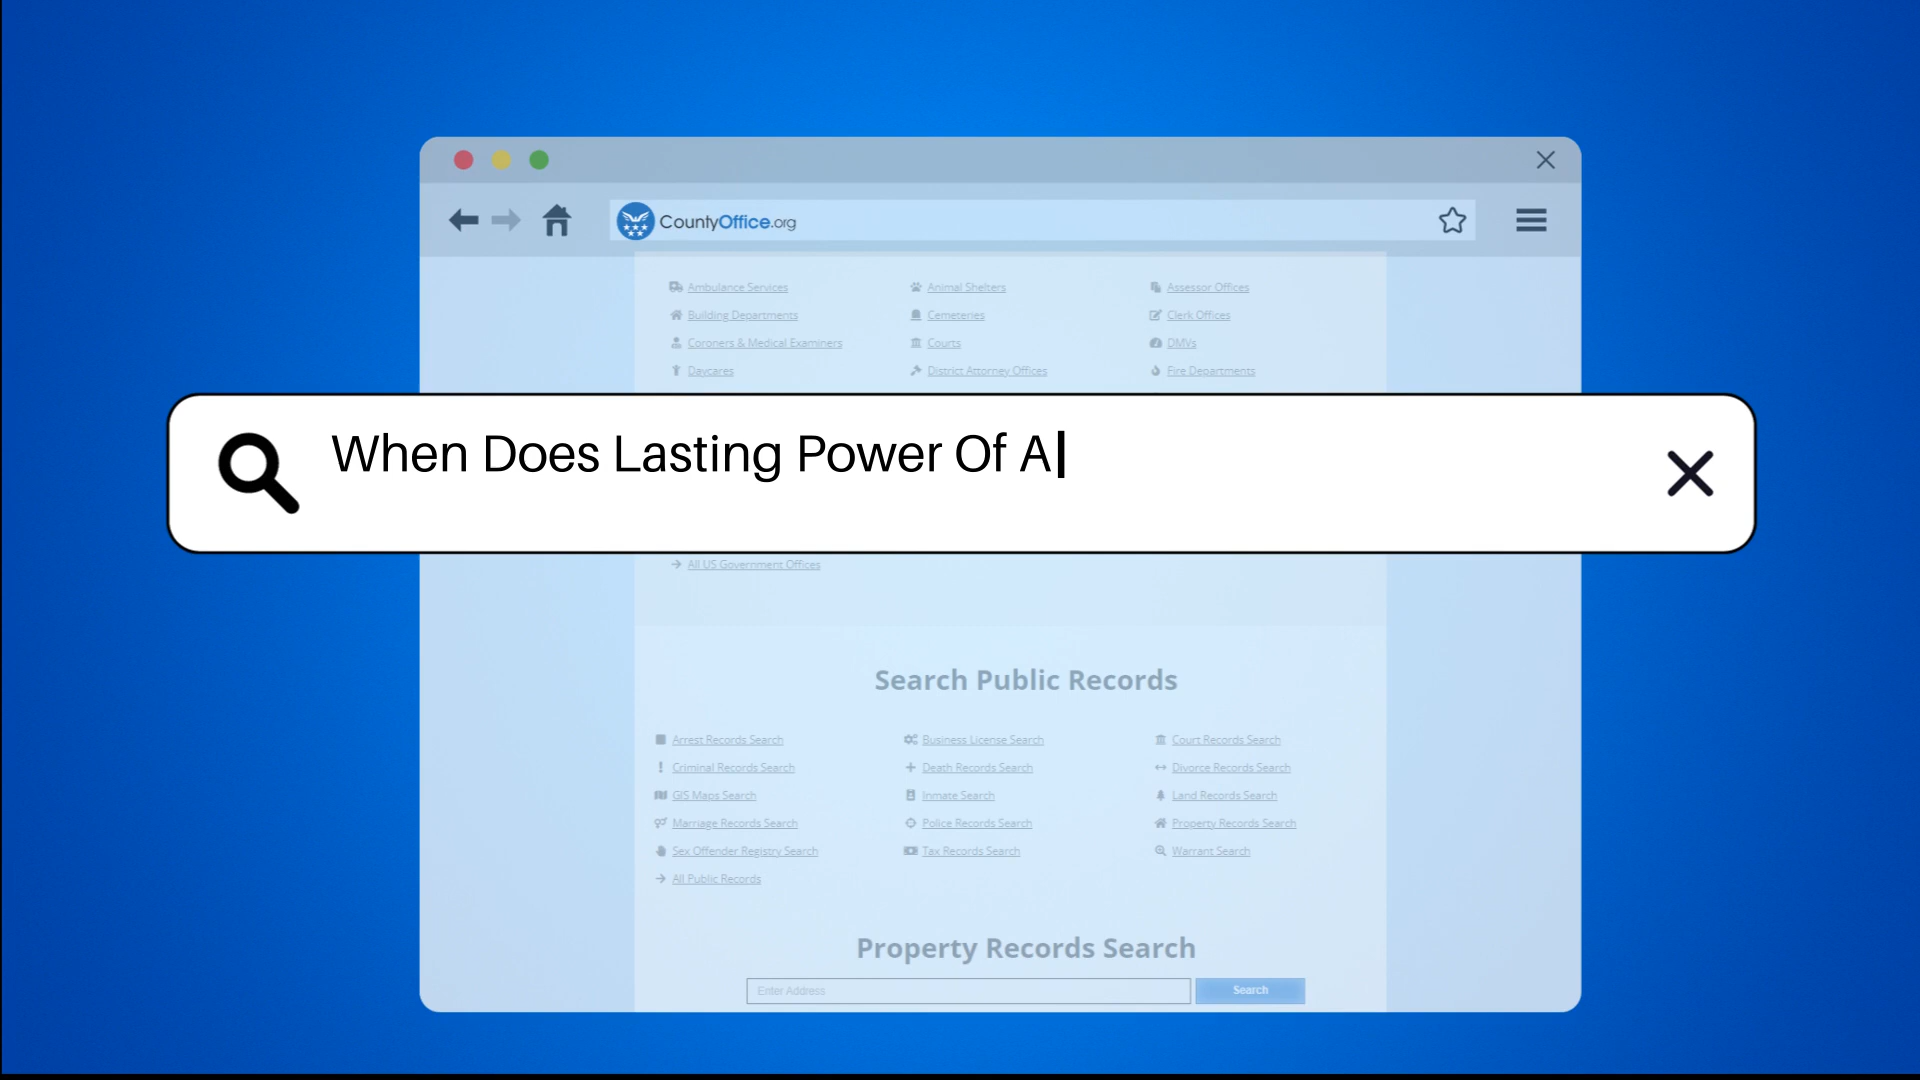 CountyOffice.org
Ambulance Services Animal Shelters Assessor Offices
Building Departments Cemeteries Clerk Offices
Coroners & Medical Examiners Courts DMVs
Daycares District Attorney Offices Fire Departments
When Does Lasting Power Of A
All US Government Offices
Search Public Records
Arrest Records Search Business License Search Court Records Search
Criminal Records Search Death Records Search Divorce Records Search
GIS Maps Search Inmate Search Land Records Search
Marriage Records Search Police Records Search Property Records Search
Sex Offender Registry Search Tax Records Search Warrant Search
All Public Records
Property Records Search
Enter Address Search